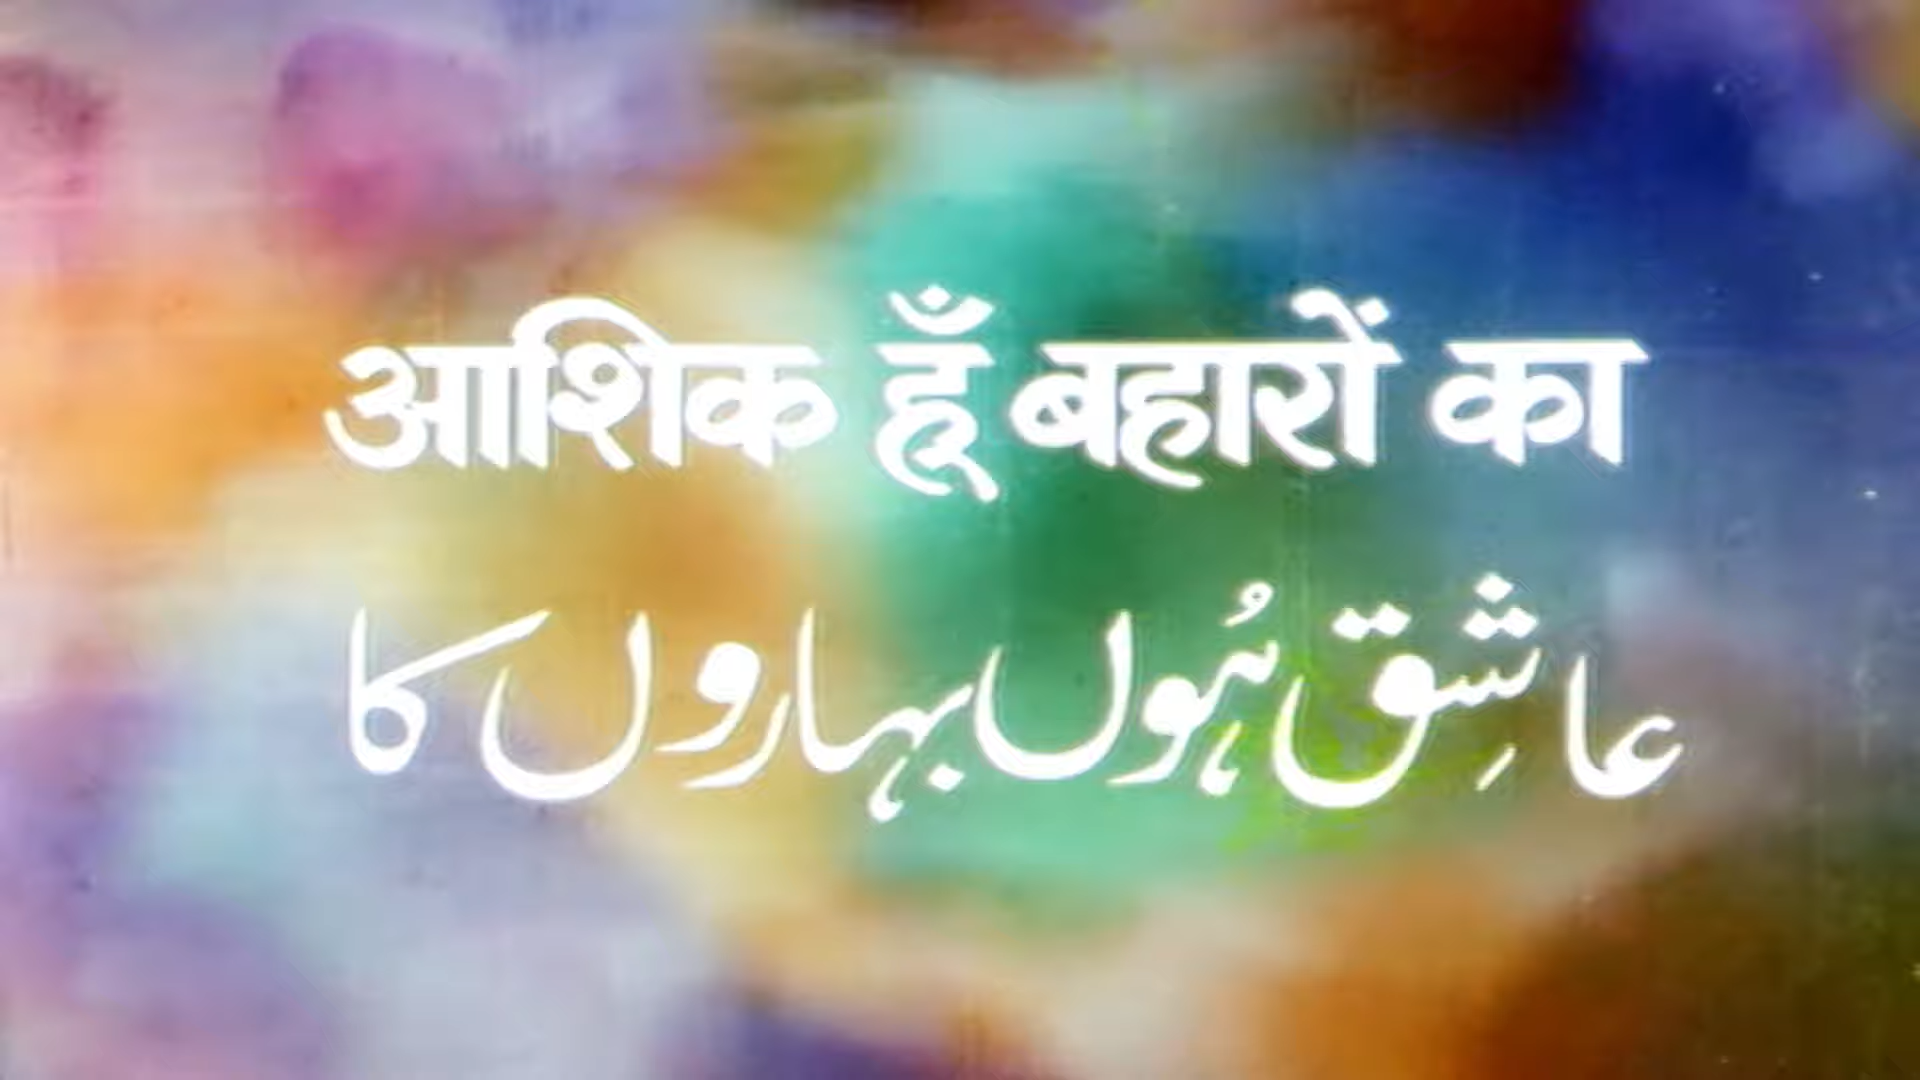 आशिक हूँ बहारों का
عاشِق ہُوں بہاروں کا